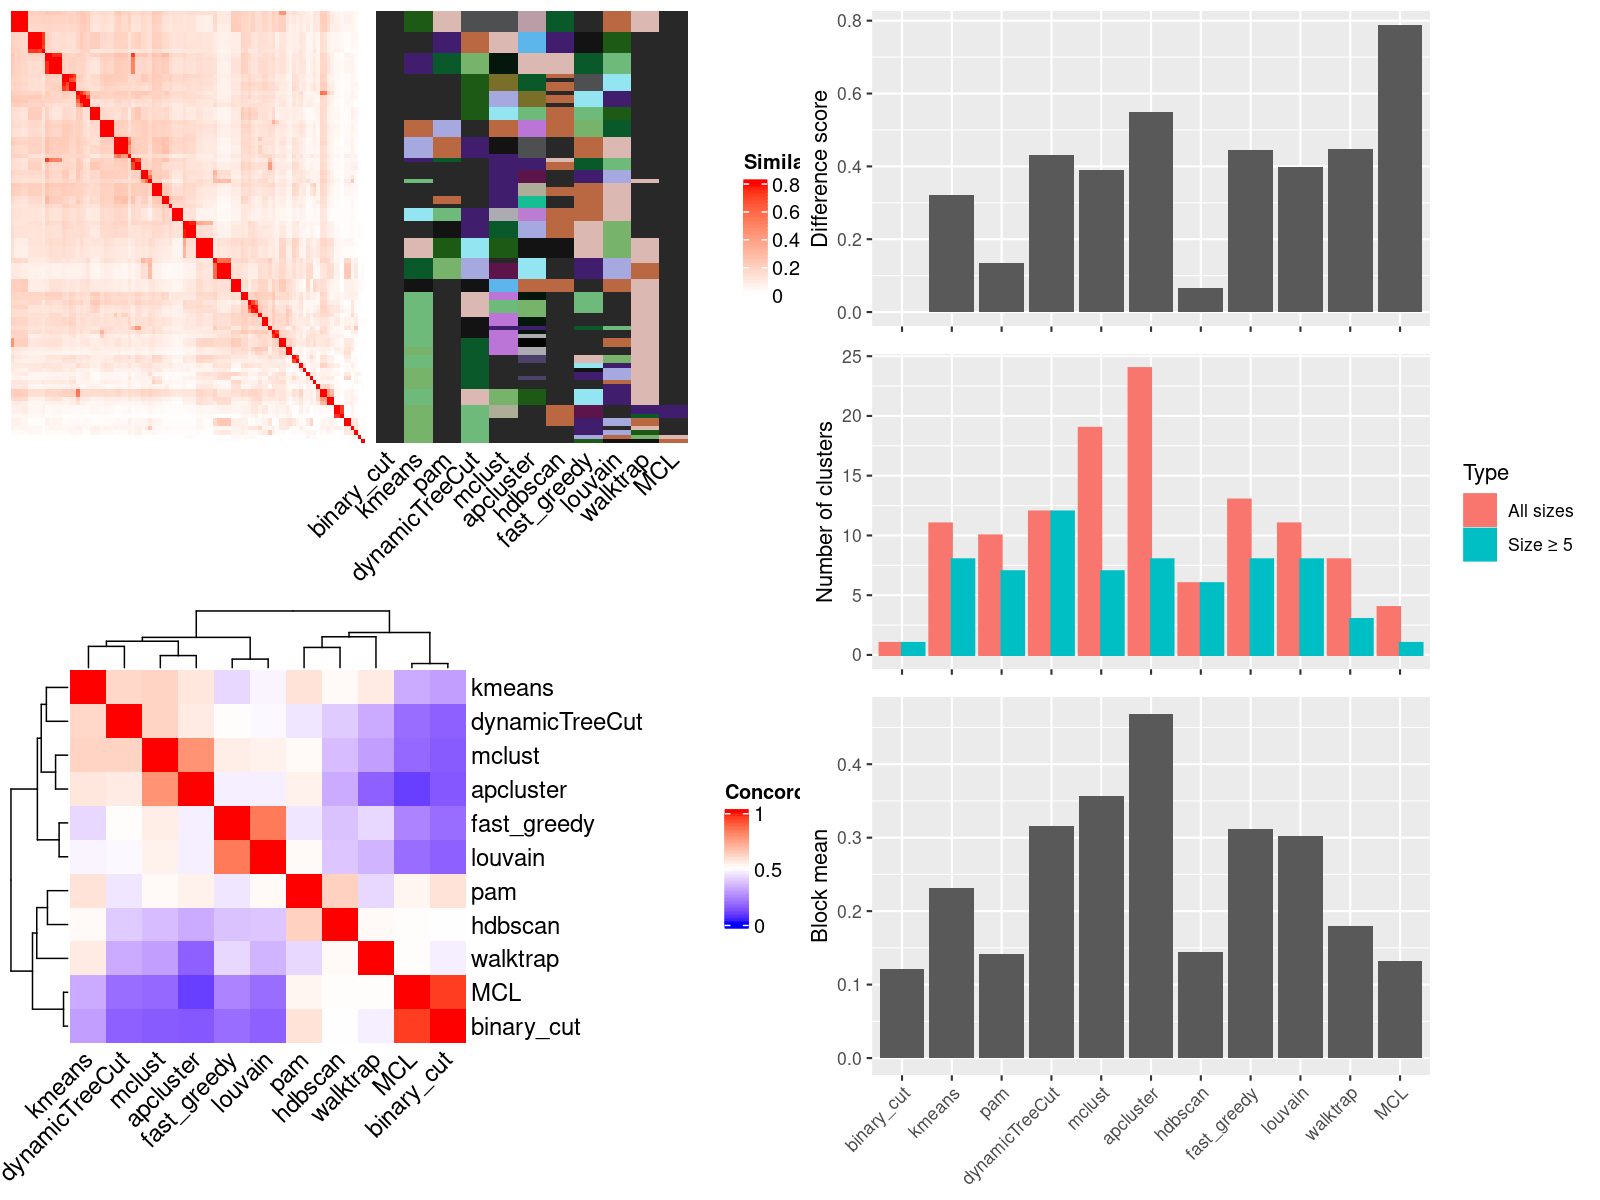 Simila
0.8
0.6
0.4
0.2
0
binary_cut
kmeans
pam
dynamicTreeCut
mclust
apcluster
hdbscan
fast_greedy
louvain
walktrap
MCL
kmeans
dynamicTreeCut
mclust
apcluster
fast_greedy
louvain
pam
hdbscan
walktrap
MCL
binary_cut
kmeans
dynamicTreeCut
mclust
apcluster
fast_greedy
louvain
pam
hdbscan
walktrap
MCL
binary_cut
Concord
1
0.5
0
Difference score
0.8
0.6
0.4
0.2
0.0
Number of clusters
25
20
15
10
5
0
Type
All sizes
Size ≥ 5
Block mean
0.4
0.3
0.2
0.1
0.0
binary_cut
kmeans
pam
dynamicTreeCut
mclust
apcluster
hdbscan
fast_greedy
louvain
walktrap
MCL